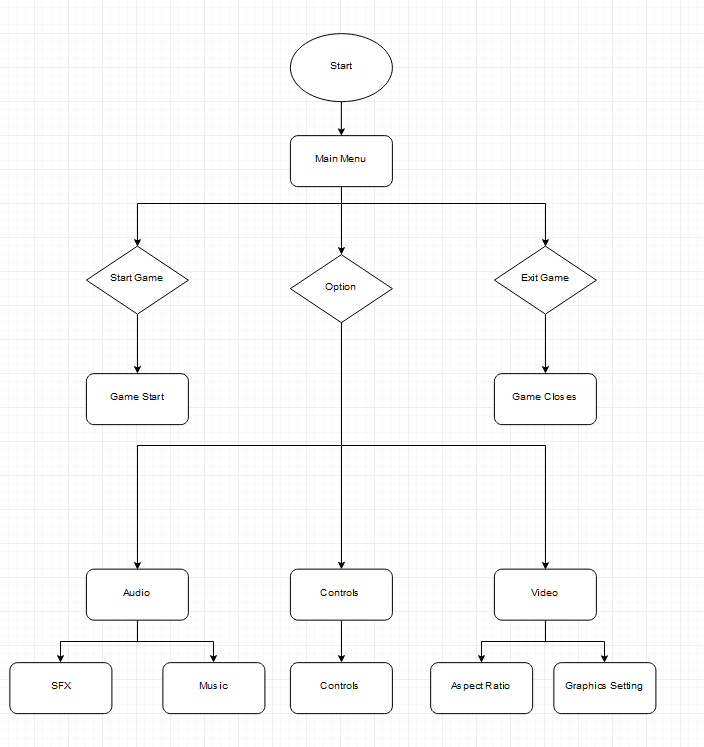 Start
Main Menu
Start Game
Option
Exit Game
Game Start
Game Closes
Audio
Controls
Video
SFX
Music
Controls
Aspect Ratio
Graphics Setting